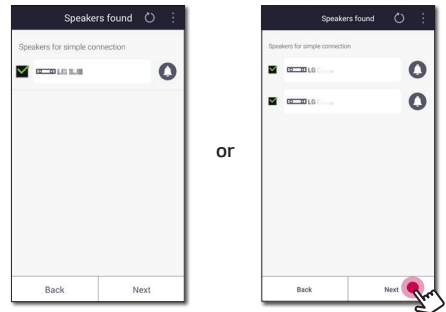 Speakers found
Speakers for simple connection
LG
Back Next
or
Speakers found
Speakers for simple connection
LG
LG
Back Next